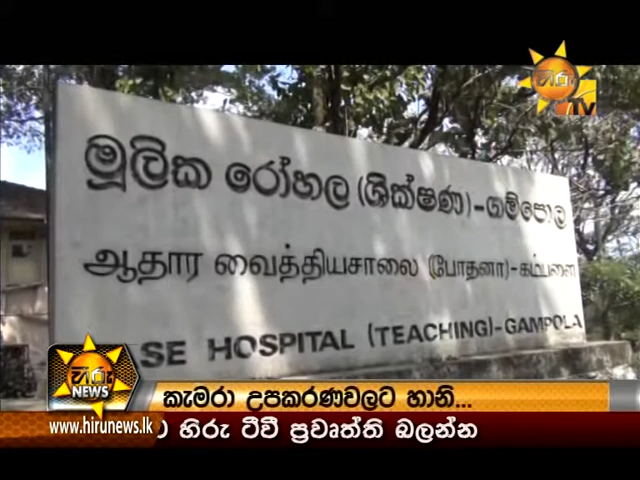 හිරු
TV
මූලික රෝහල (ශික්ෂණ)-ගම්පොල
ஆதார வைத்தியசாலை (போதனா)-கம்பளை
SE HOSPITAL (TEACHING)-GAMPOLA
හිරු
NEWS
කැමරා උපකරණවලට හානි...
www.hirunews.lk
හිරු ටීවී ප්‍රවෘත්ති බලන්න